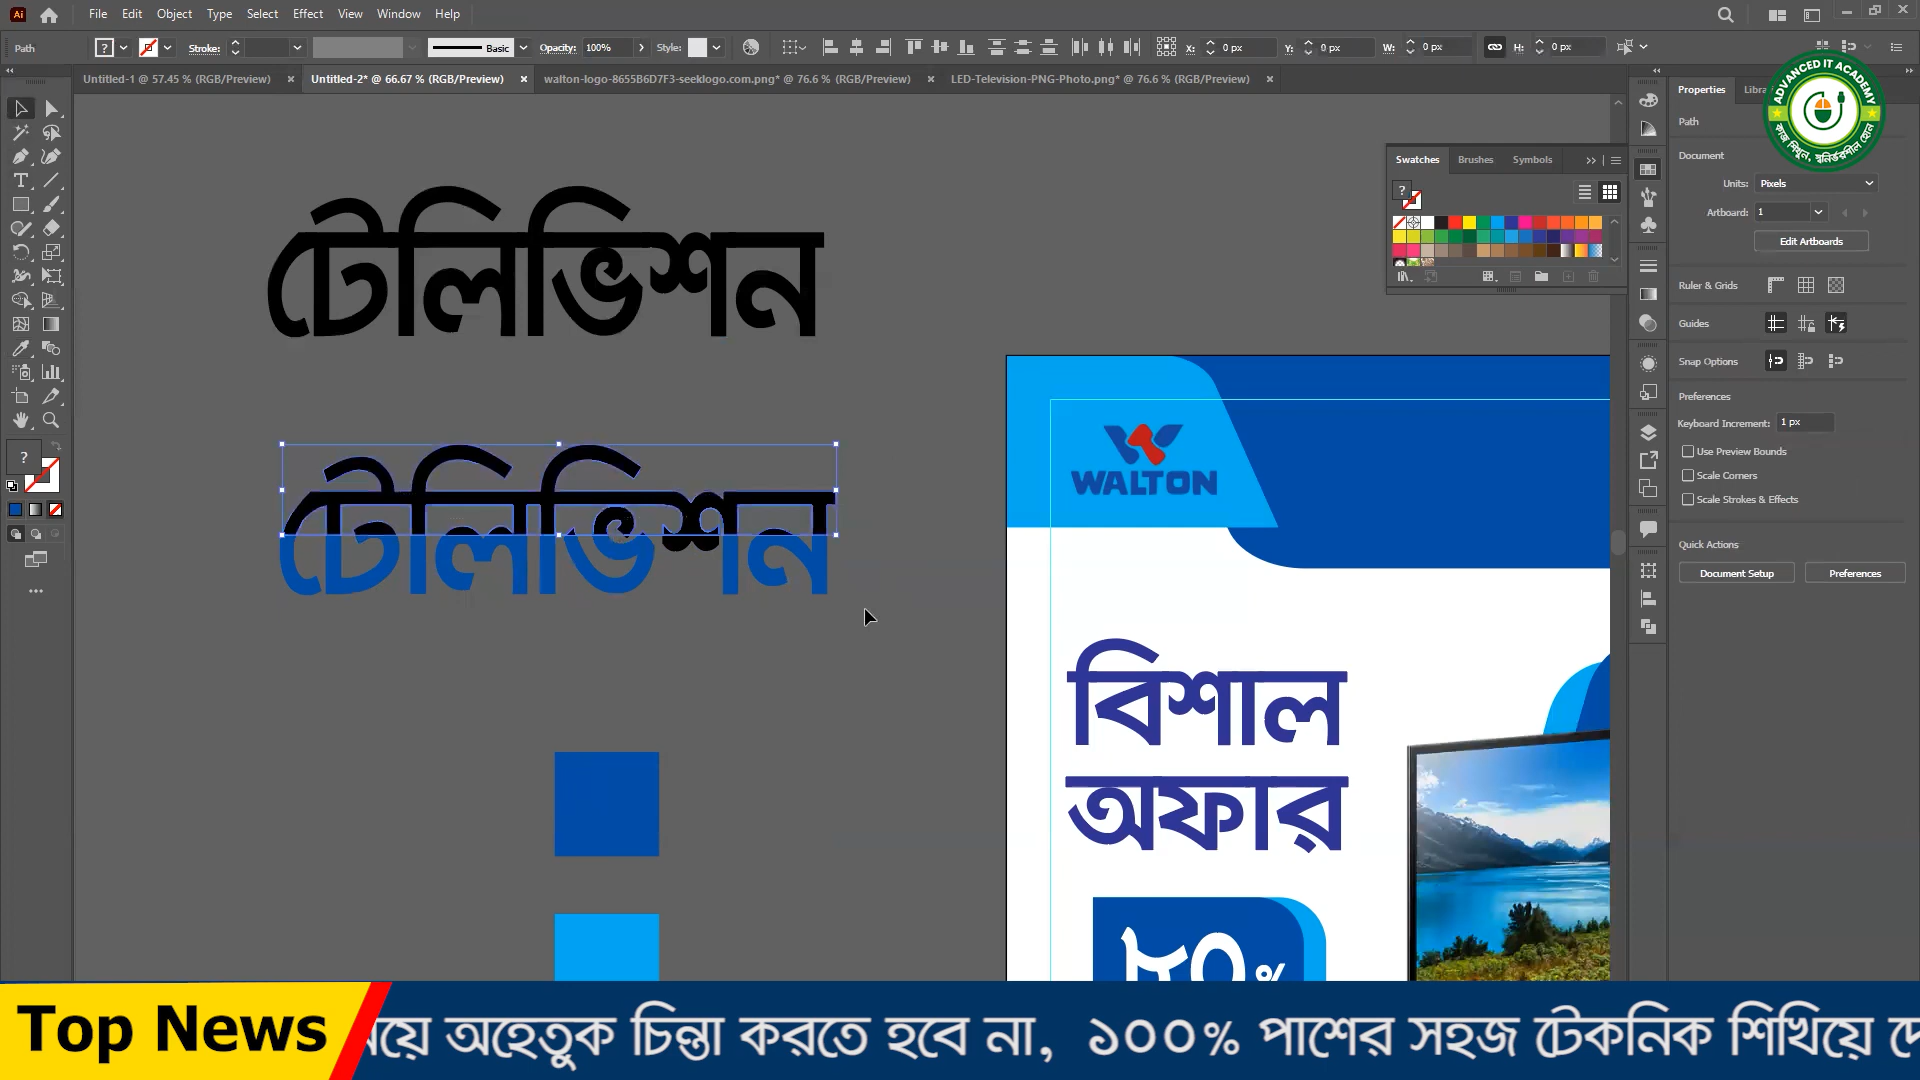 File Edit Object Type Select Effect View Window Help
Path Stroke: Basic Opacity: 100% Style: X: 0 px Y: 0 px W: 0 px H: 0 px
Untitled-1 @ 57.45 % (RGB/Preview) Untitled-2* @ 66.67 % (RGB/Preview) walton-logo-8655B6D7F3-seeklogo.com.png* @ 76.6 % (RGB/Preview) LED-Television-PNG-Photo.png* @ 76.6 % (RGB/Preview)
Properties
ADVANCED IT ACADEMY
কাজ শিখুন, স্বনির্ভরশীল হোন
Path
Document
Units: Pixels
Artboard: 1
Edit Artboards
Ruler & Grids
Guides
Snap Options
Preferences
Keyboard Increment: 1 px
Use Preview Bounds
Scale Corners
Scale Strokes & Effects
Quick Actions
Document Setup Preferences
Swatches Brushes Symbols
টেলিভিশন
টেলিভিশন
WALTON
বিশাল
অফার
৮০%
Top News
অহেতুক চিন্তা করতে হবে না, ১০০% পাশের সহজ টেকনিক শিখিয়ে